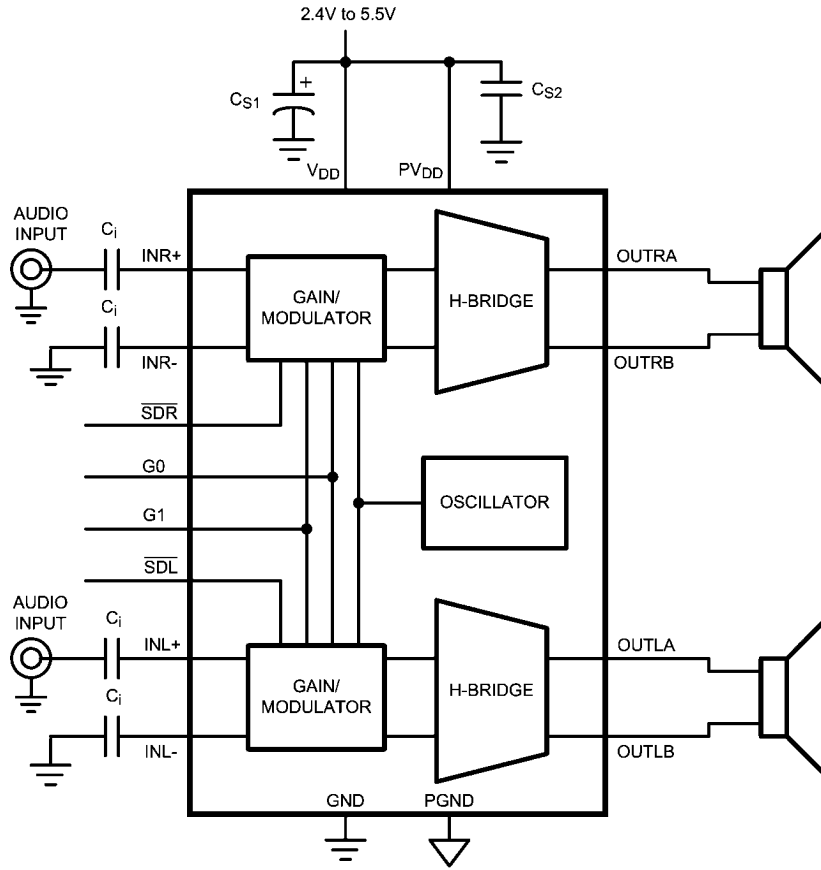 2.4V to 5.5V
+
CS1
CS2
VDD
PVDD
AUDIO
INPUT
Ci
INR+
OUTRA
GAIN/
MODULATOR
H-BRIDGE
Ci
INR-
OUTRB
SDR
G0
OSCILLATOR
G1
SDL
AUDIO
INPUT
Ci
INL+
OUTLA
GAIN/
MODULATOR
H-BRIDGE
Ci
INL-
OUTLB
GND
PGND